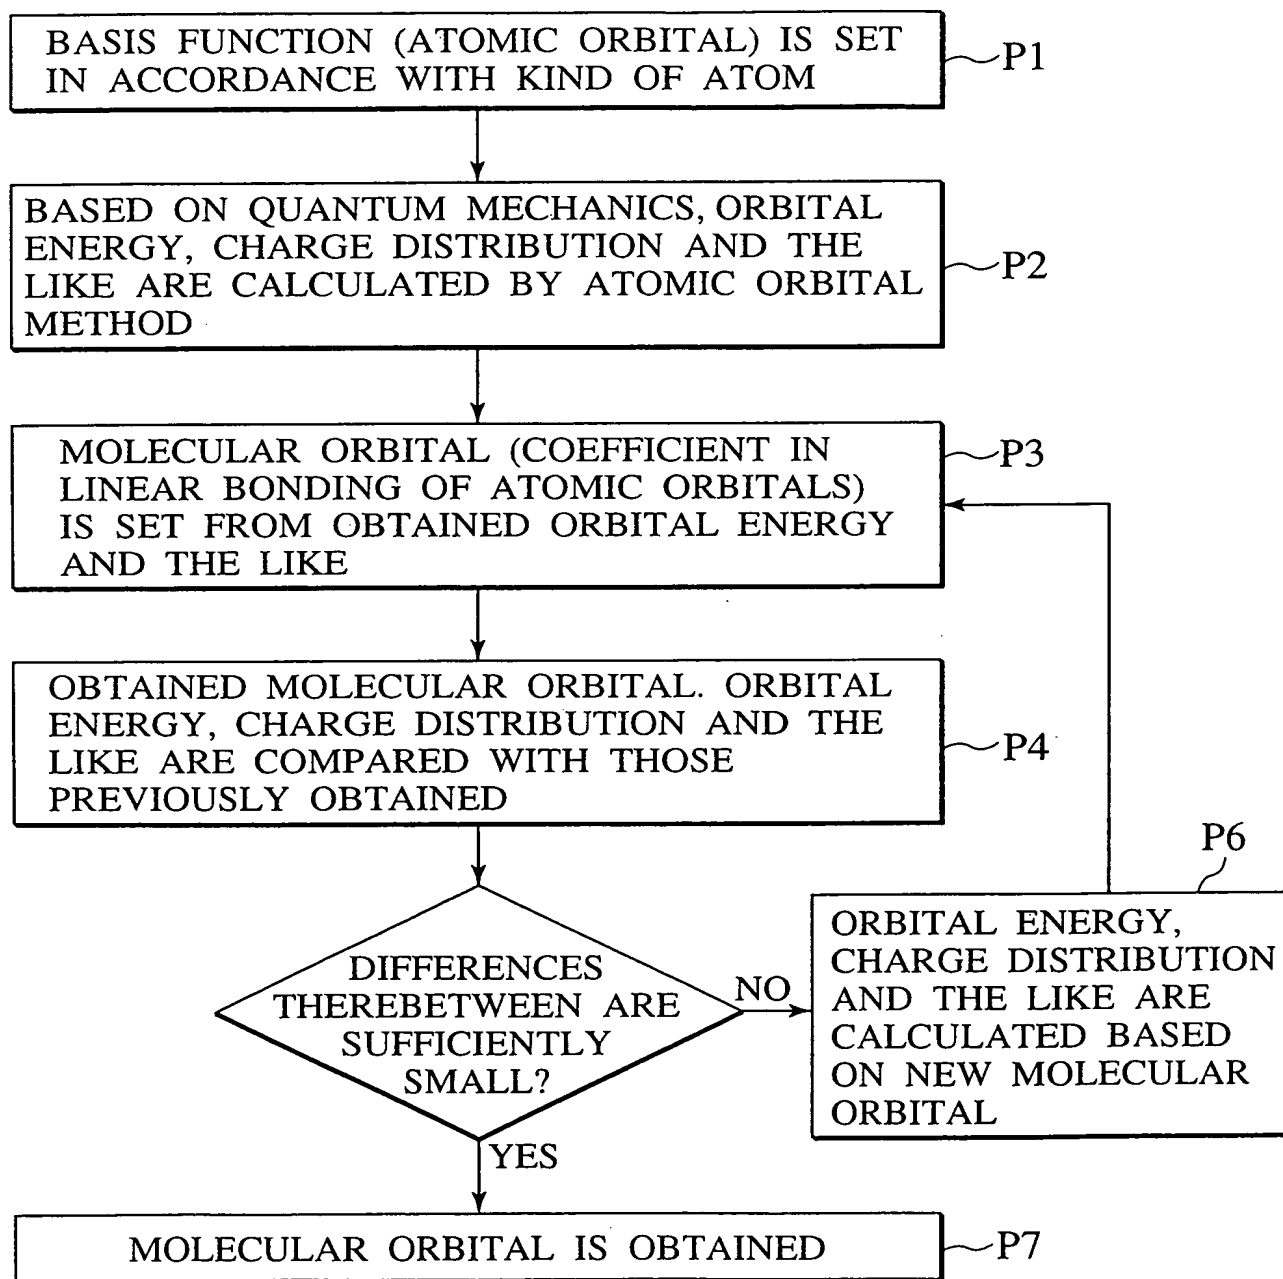 BASIS FUNCTION (ATOMIC ORBITAL) IS SET
IN ACCORDANCE WITH KIND OF ATOM
P1
BASED ON QUANTUM MECHANICS, ORBITAL
ENERGY, CHARGE DISTRIBUTION AND THE
LIKE ARE CALCULATED BY ATOMIC ORBITAL
METHOD
P2
MOLECULAR ORBITAL (COEFFICIENT IN
LINEAR BONDING OF ATOMIC ORBITALS)
IS SET FROM OBTAINED ORBITAL ENERGY
AND THE LIKE
P3
OBTAINED MOLECULAR ORBITAL. ORBITAL
ENERGY, CHARGE DISTRIBUTION AND THE
LIKE ARE COMPARED WITH THOSE
PREVIOUSLY OBTAINED
P4
DIFFERENCES
THEREBETWEEN ARE
SUFFICIENTLY
SMALL?
NO
YES
P6
ORBITAL ENERGY,
CHARGE DISTRIBUTION
AND THE LIKE ARE
CALCULATED BASED
ON NEW MOLECULAR
ORBITAL
MOLECULAR ORBITAL IS OBTAINED
P7